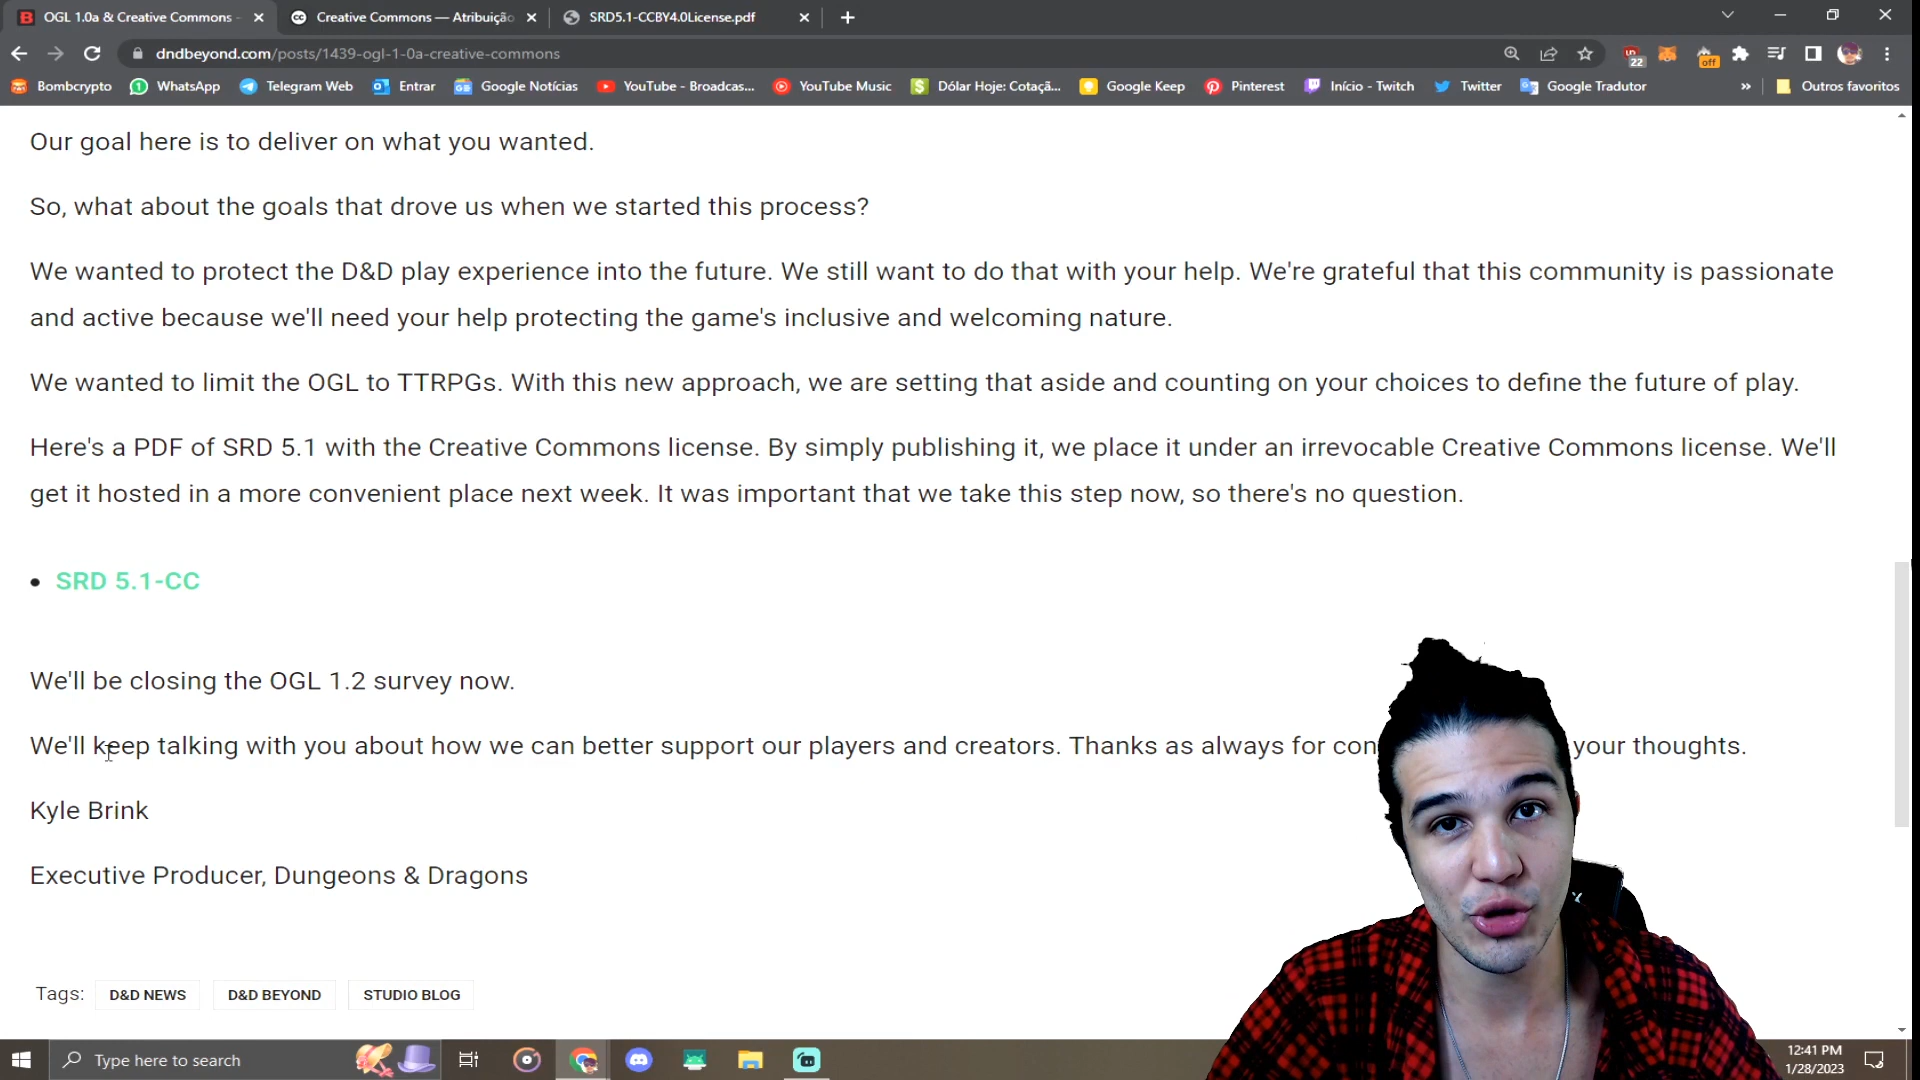 OGL 1.0a & Creative Commons -
Creative Commons — Atribuição
SRD5.1-CCBY4.0License.pdf
dndbeyond.com/posts/1439-ogl-1-0a-creative-commons
22
off
Bombcrypto
WhatsApp
Telegram Web
Entrar
Google Notícias
YouTube - Broadcas...
YouTube Music
Dólar Hoje: Cotaçã...
Google Keep
Pinterest
Início - Twitch
Twitter
Google Tradutor
»
Outros favoritos
Our goal here is to deliver on what you wanted.
So, what about the goals that drove us when we started this process?
We wanted to protect the D&D play experience into the future. We still want to do that with your help. We're grateful that this community is passionate
and active because we'll need your help protecting the game's inclusive and welcoming nature.
We wanted to limit the OGL to TTRPGs. With this new approach, we are setting that aside and counting on your choices to define the future of play.
Here's a PDF of SRD 5.1 with the Creative Commons license. By simply publishing it, we place it under an irrevocable Creative Commons license. We'll
get it hosted in a more convenient place next week. It was important that we take this step now, so there's no question.
• SRD 5.1-CC
We'll be closing the OGL 1.2 survey now.
We'll keep talking with you about how we can better support our players and creators. Thanks as always for con your thoughts.
Kyle Brink
Executive Producer, Dungeons & Dragons
Tags: D&D NEWS D&D BEYOND STUDIO BLOG
Type here to search
12:41 PM
1/28/2023